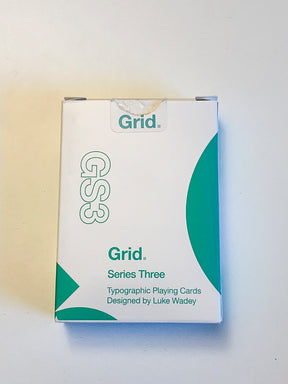 Grid®
GS3
Grid®
Series Three
Typographic Playing Cards
Designed by Luke Wadey